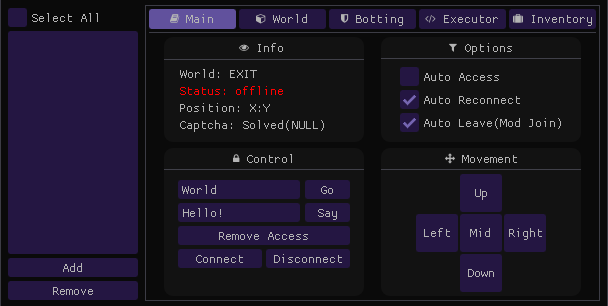 Select All
Main World Botting Executor Inventory
Info
World: EXIT
Status: offline
Position: X:Y
Captcha: Solved(NULL)
Options
Auto Access
Auto Reconnect
Auto Leave(Mod Join)
Control
World Go
Hello! Say
Remove Access
Connect Disconnect
Movement
Up
Left Mid Right
Down
Add
Remove